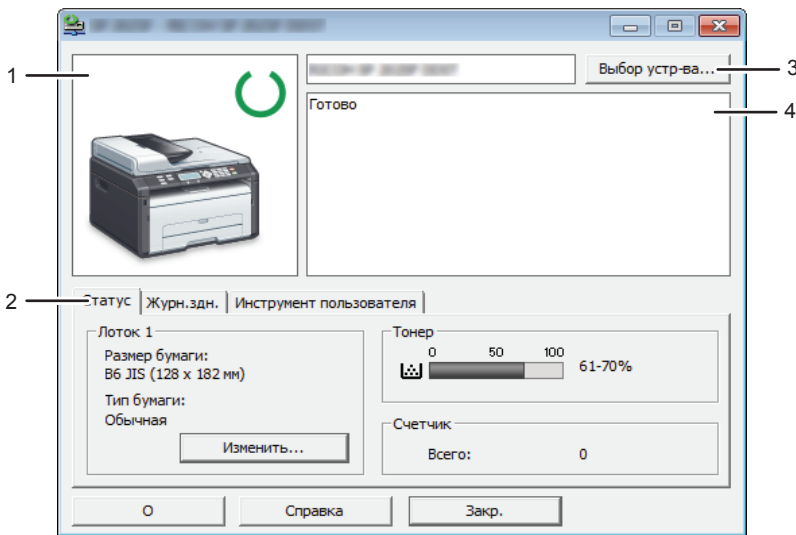 1
Выбор устр-ва...
3
Готово
4
2
Статус
Журн.здн.
Инструмент пользователя
Лоток 1
Размер бумаги:
B6 JIS (128 x 182 мм)
Тип бумаги:
Обычная
Изменить...
Тонер
0 50 100
61-70%
Счетчик
Всего: 0
О
Справка
Закр.